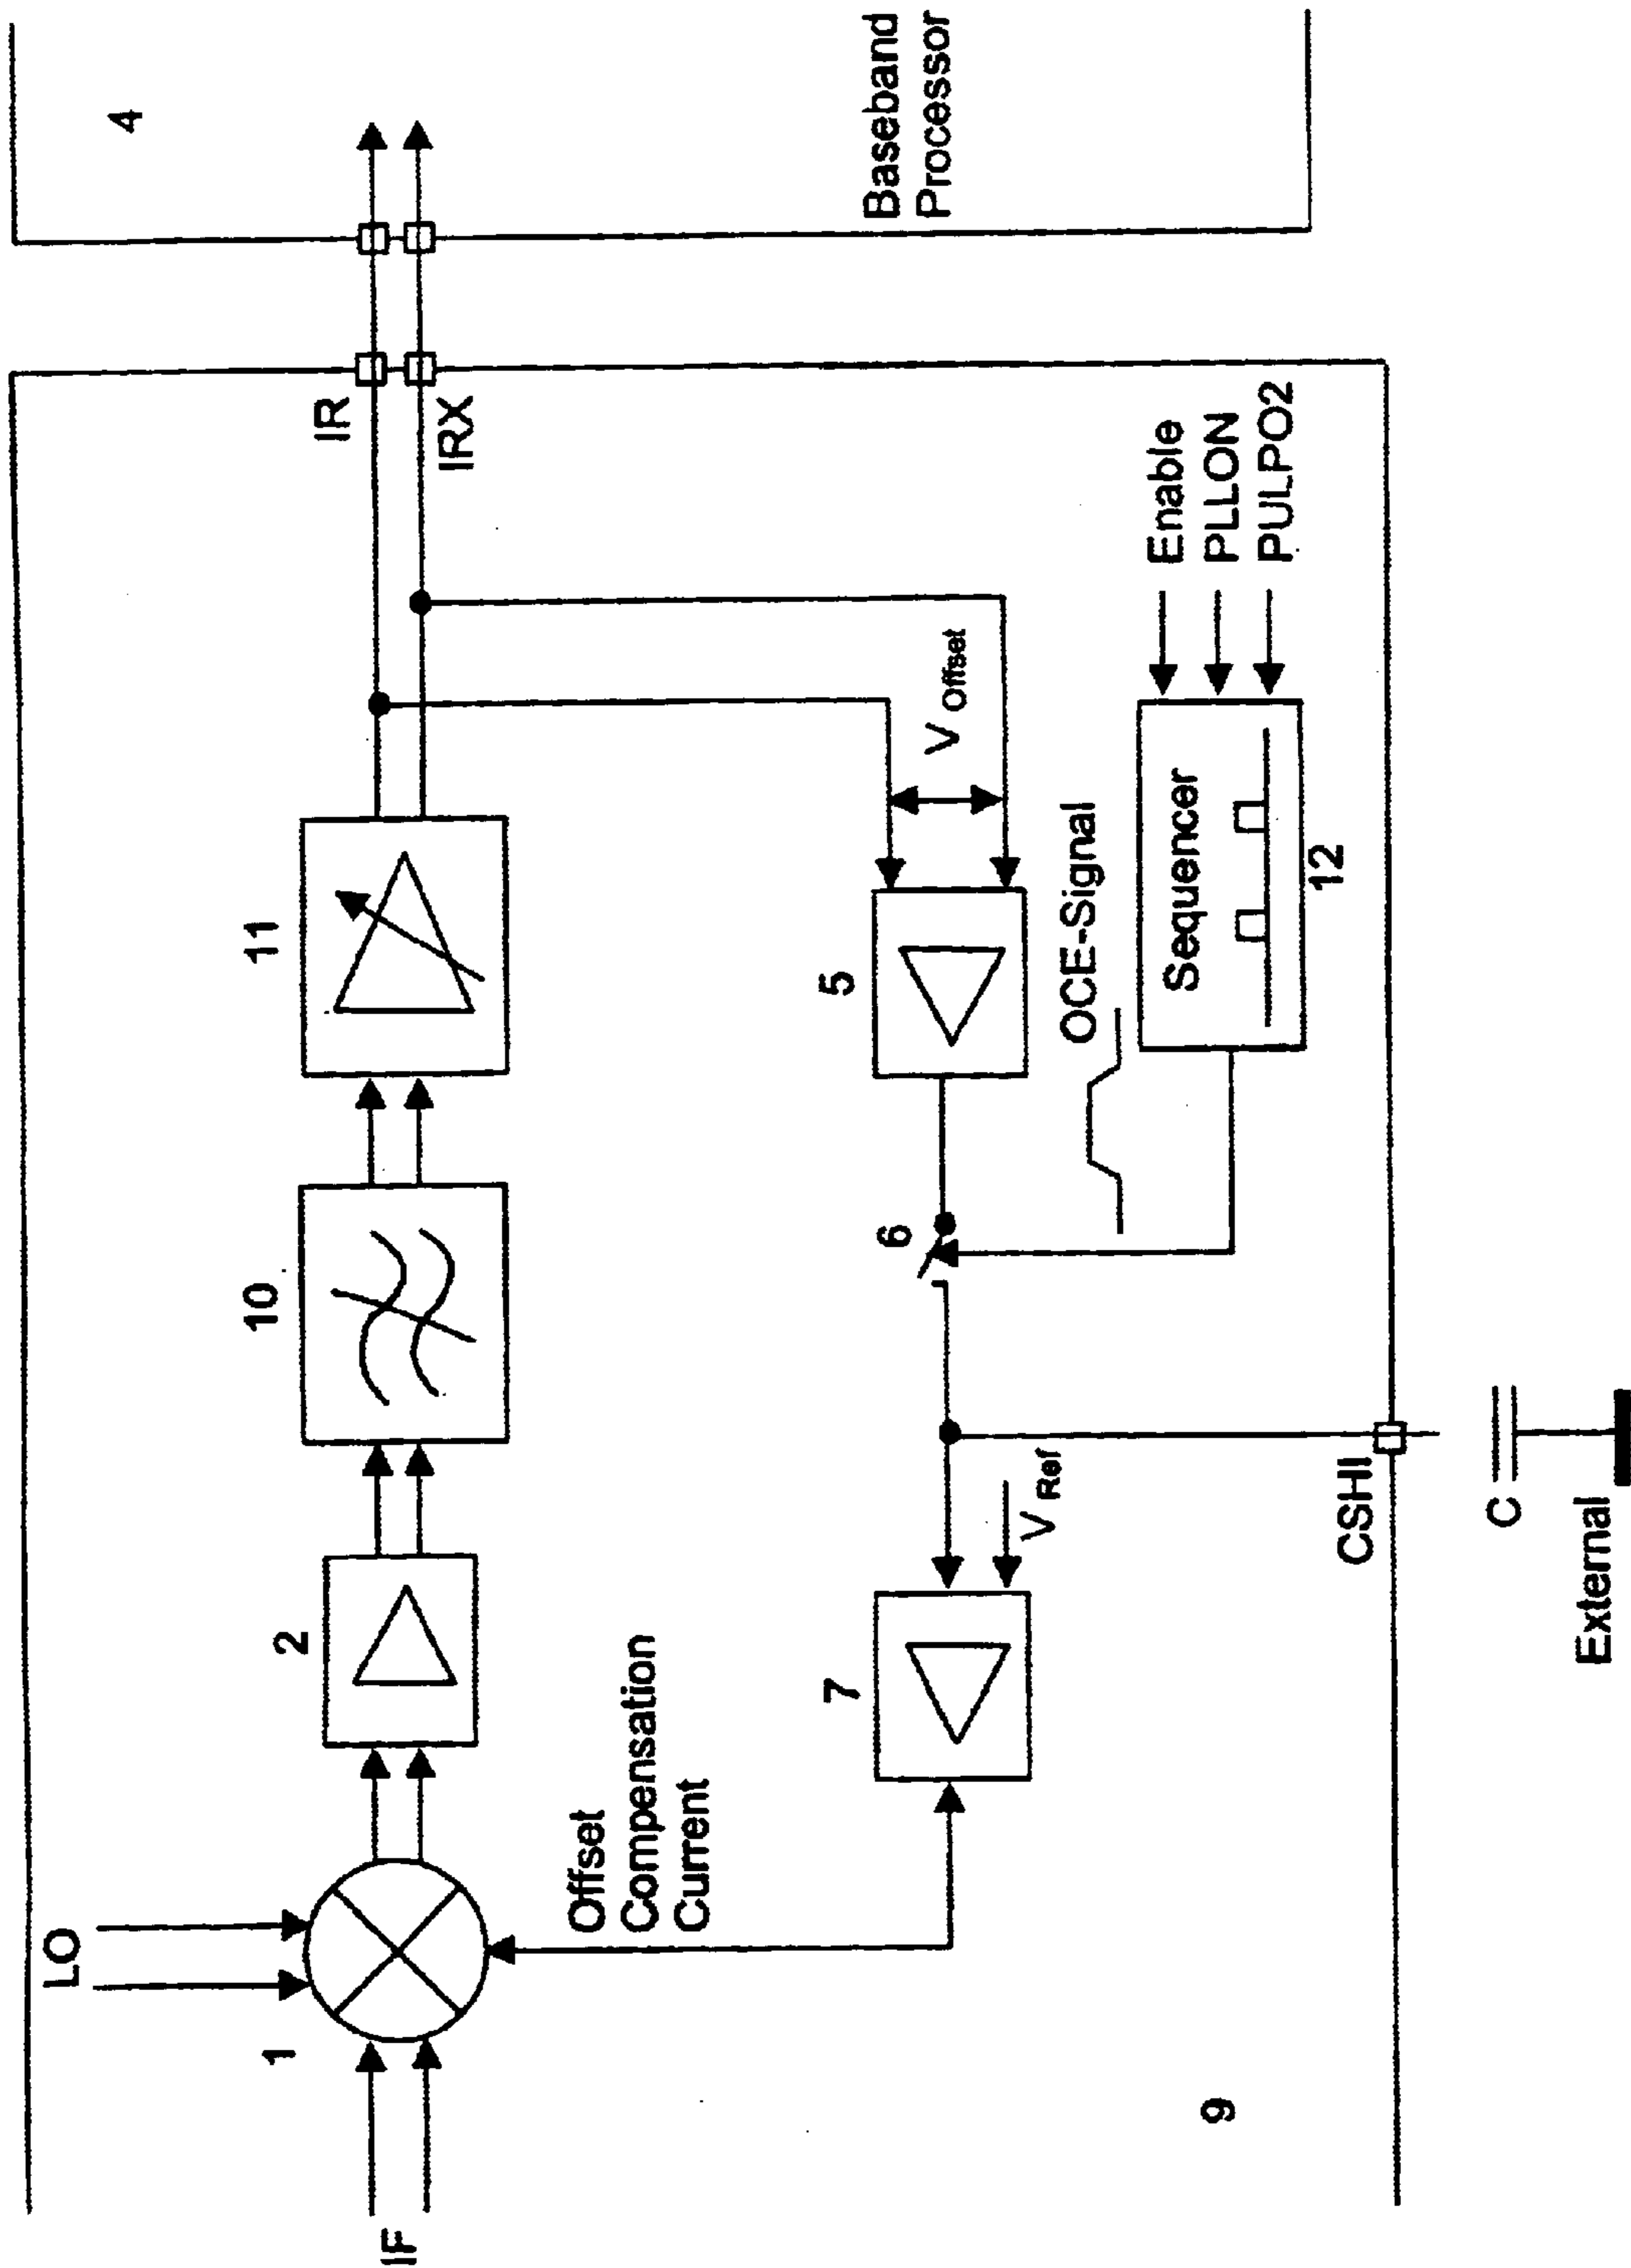 LO
1
IF
2
10
11
IR
IRX
4
Baseband
Processor
Offset
Compensation
Current
7
V Ref
6
5
V Offset
OCE-Signal
Sequencer
12
Enable
PLLON
PULPO2
9
CSHI
C
External